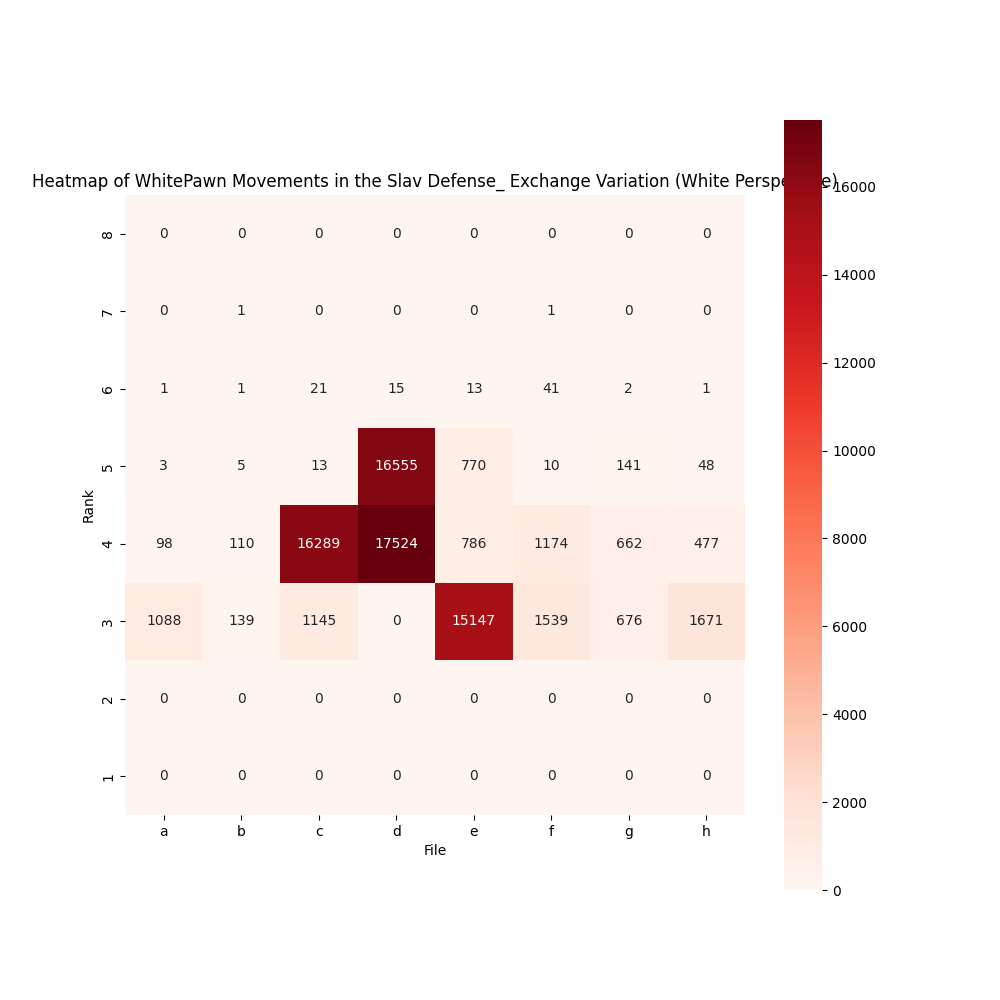 Heatmap of WhitePawn Movements in the Slav Defense_ Exchange Variation (White Perspe e)
16000
8 0 0 0 0 0 0 0 0
14000
7 0 1 0 0 0 1 0 0
12000
6 1 1 21 15 13 41 2 1
10000
5 3 5 13 16555 770 10 141 48
8000
Rank
4 98 110 16289 17524 786 1174 662 477
6000
3 1088 139 1145 0 15147 1539 676 1671
4000
2 0 0 0 0 0 0 0 0
2000
1 0 0 0 0 0 0 0 0
a b c d e f g h
File
0